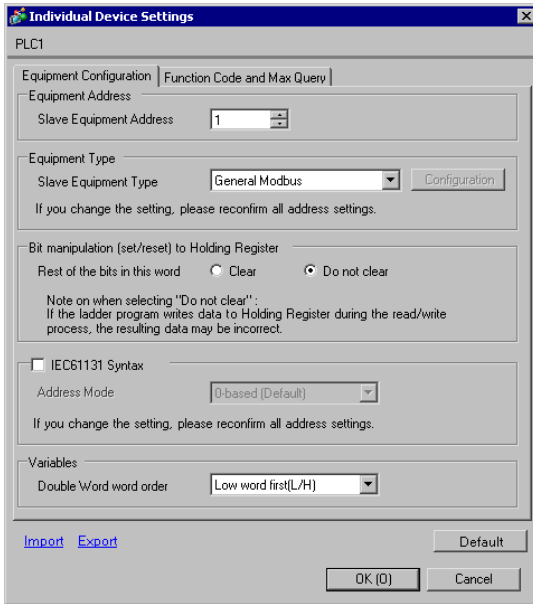 Individual Device Settings
PLC1
Equipment Configuration Function Code and Max Query
Equipment Address
Slave Equipment Address 1
Equipment Type
Slave Equipment Type General Modbus Configuration
If you change the setting, please reconfirm all address settings.
Bit manipulation (set/reset) to Holding Register
Rest of the bits in this word Clear Do not clear
Note on when selecting "Do not clear" :
If the ladder program writes data to Holding Register during the read/write
process, the resulting data may be incorrect.
IEC61131 Syntax
Address Mode 0-based (Default)
If you change the setting, please reconfirm all address settings.
Variables
Double Word word order Low word first(L/H)
Import Export Default
OK (O) Cancel